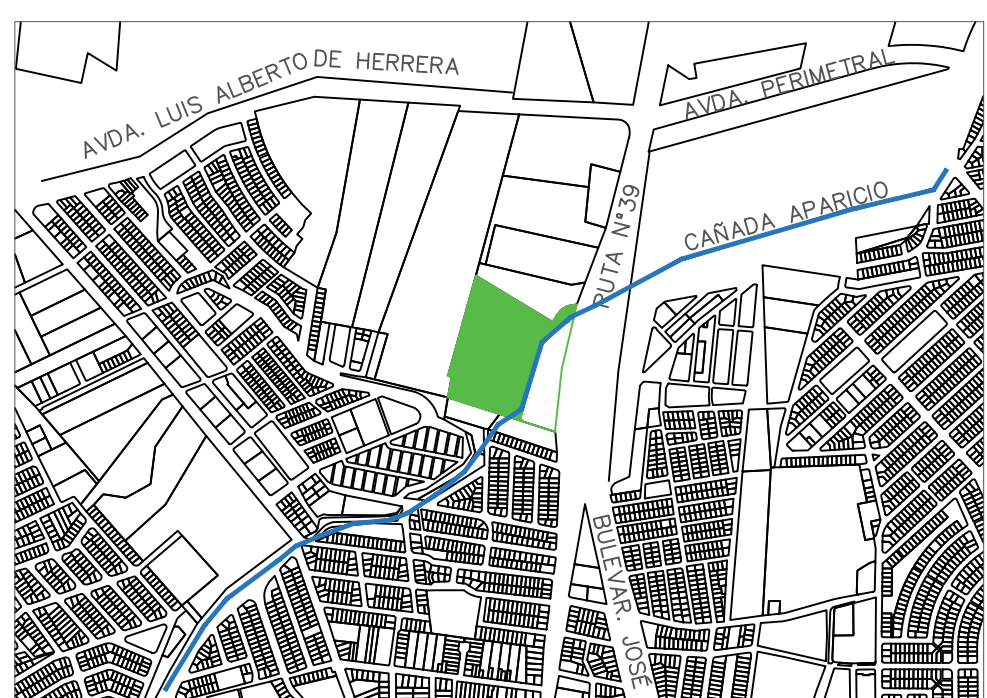 AVDA. LUIS ALBERTO DE HERRERA
AVDA. PERIMETRAL
RUTA N°39
CAÑADA APARICIO
BULEVAR. JOSÉ